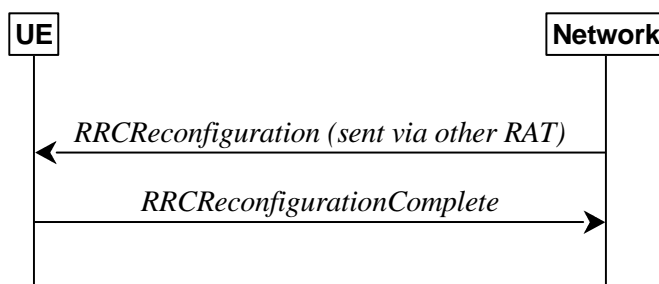 UE
Network
RRCReconfiguration (sent via other RAT)
RRCReconfigurationComplete